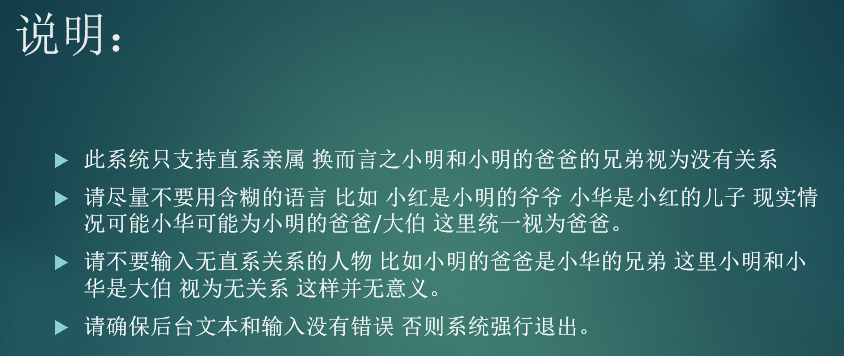 说明：
此系统只支持直系亲属 换而言之小明和小明的爸爸的兄弟视为没有关系
请尽量不要用含糊的语言 比如 小红是小明的爷爷 小华是小红的儿子 现实情
况可能小华可能为小明的爸爸/大伯 这里统一视为爸爸。
请不要输入无直系关系的人物 比如小明的爸爸是小华的兄弟 这里小明和小
华是大伯 视为无关系 这样并无意义。
请确保后台文本和输入没有错误 否则系统强行退出。